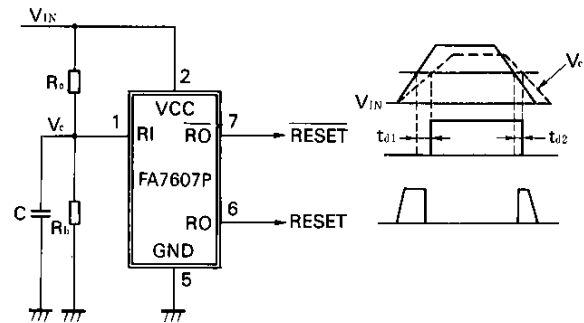 VIN
Ra
Vc
C
Rb
1
2
VCC
RI
RO
7
RESET
FA7607P
RO
6
RESET
GND
5
Vc
VIN
td1
td2